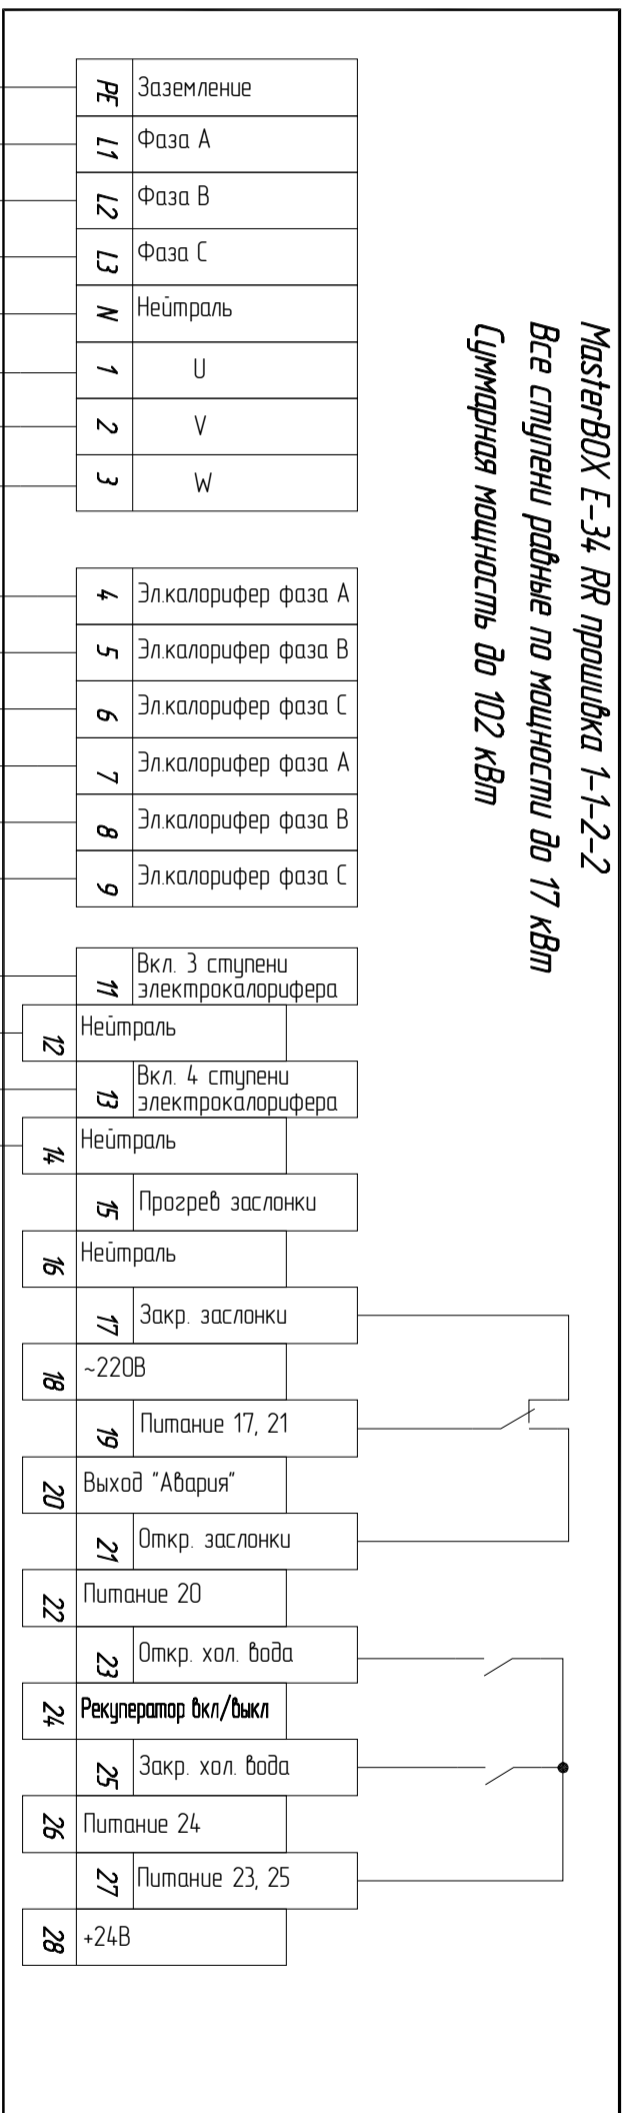 MasterBOX E-34 RR прошивка 1-1-2-2
Все ступени равные по мощности до 17 кВт
Суммарная мощность до 102 кВт
PE Заземление
L1 Фаза A
L2 Фаза B
L3 Фаза C
N Нейтраль
1 U
2 V
3 W
4 Эл.калорифер фаза A
5 Эл.калорифер фаза B
6 Эл.калорифер фаза C
7 Эл.калорифер фаза A
8 Эл.калорифер фаза B
9 Эл.калорифер фаза C
11 Вкл. 3 ступени
электрокалорифера
12 Нейтраль
13 Вкл. 4 ступени
электрокалорифера
14 Нейтраль
15 Прогрев заслонки
16 Нейтраль
17 Закр. заслонки
18 ~220В
19 Питание 17, 21
20 Выход "Авария"
21 Откр. заслонки
22 Питание 20
23 Откр. хол. вода
24 Рекуператор вкл/выкл
25 Закр. хол. вода
26 Питание 24
27 Питание 23, 25
28 +24В